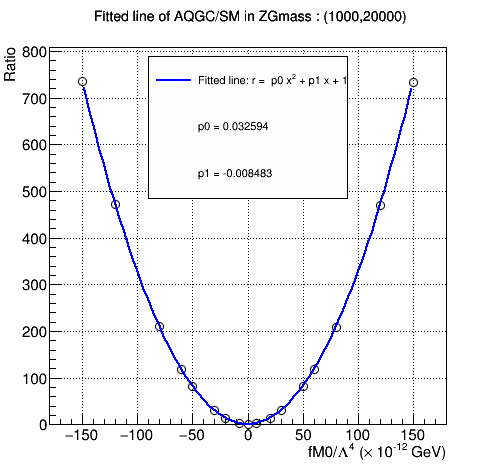 Fitted line of AQGC/SM in ZGmass : (1000,20000)
Ratio
800
700
600
500
400
300
200
100
0
Fitted line: r = p0 x² + p1 x + 1
p0 = 0.032594
p1 = -0.008483
−150 −100 −50 0 50 100 150
fM0/Λ⁴ (× 10⁻¹² GeV)